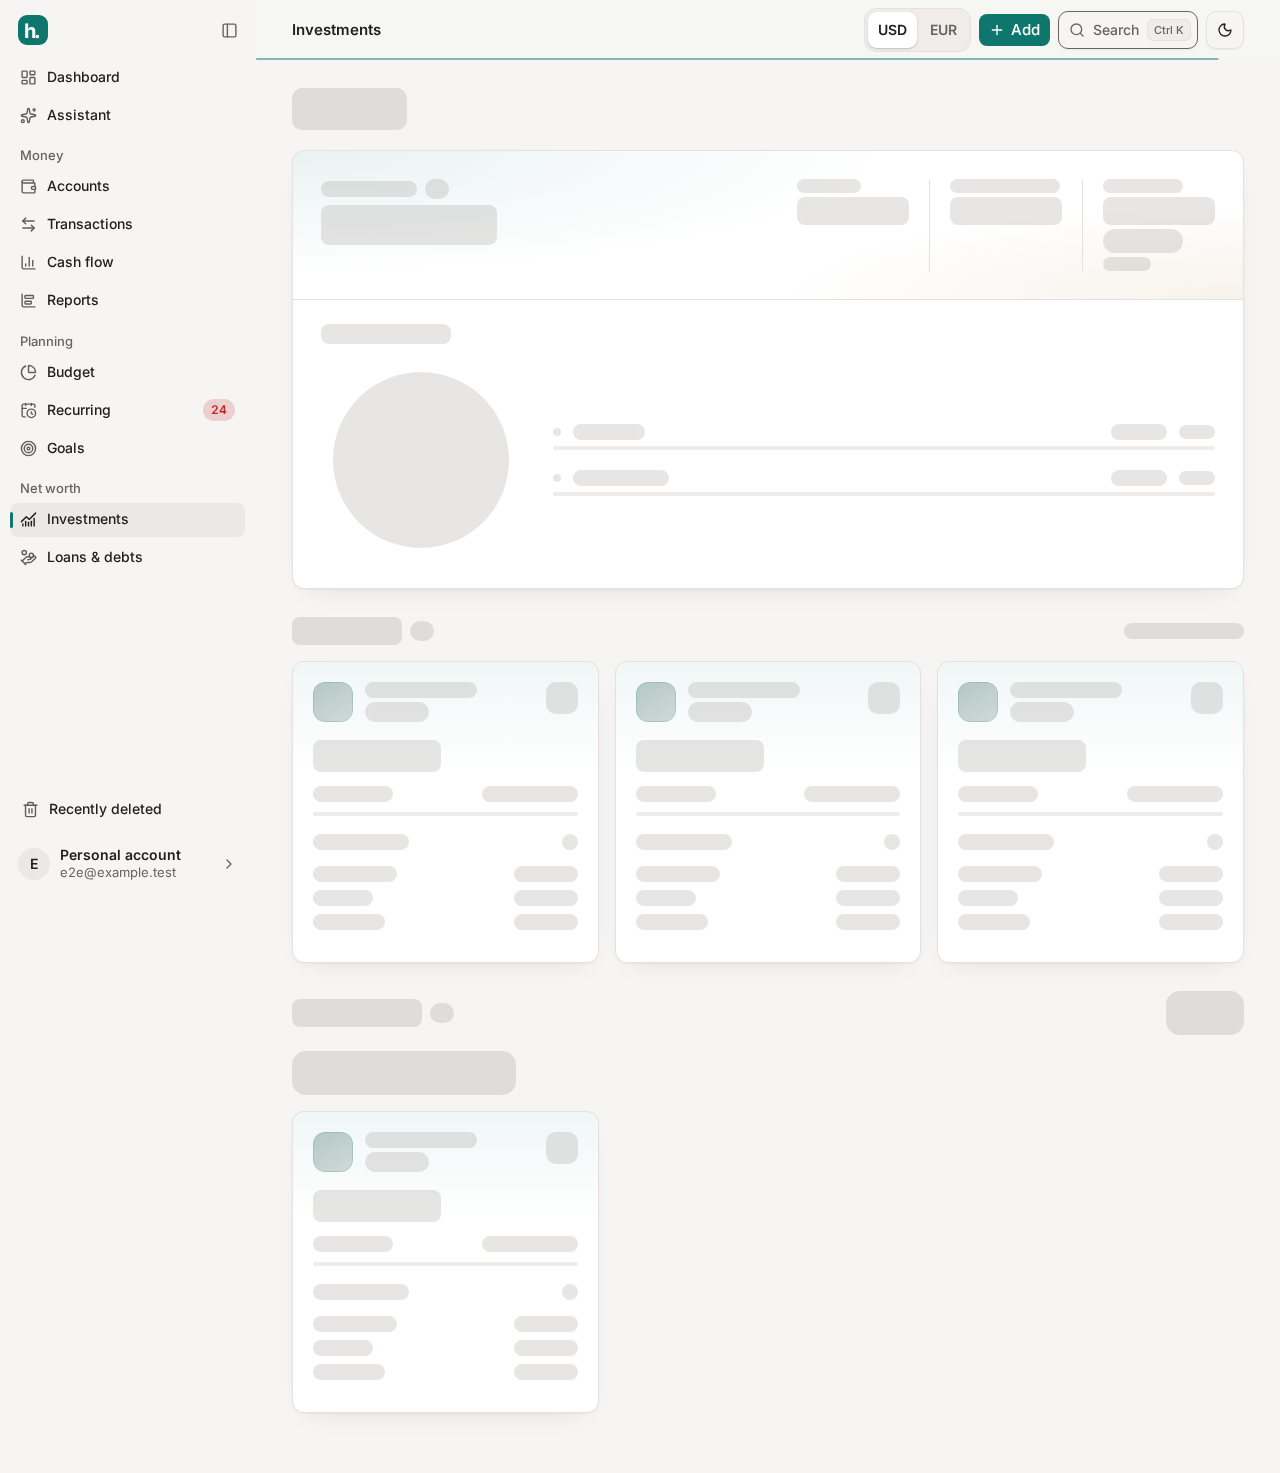 h.
Dashboard
Assistant
Money
Accounts
Transactions
Cash flow
Reports
Planning
Budget
Recurring 24
Goals
Net worth
Investments
Loans & debts
Recently deleted
E
Personal account
e2e@example.test
Investments
USD EUR
Add
Search Ctrl K